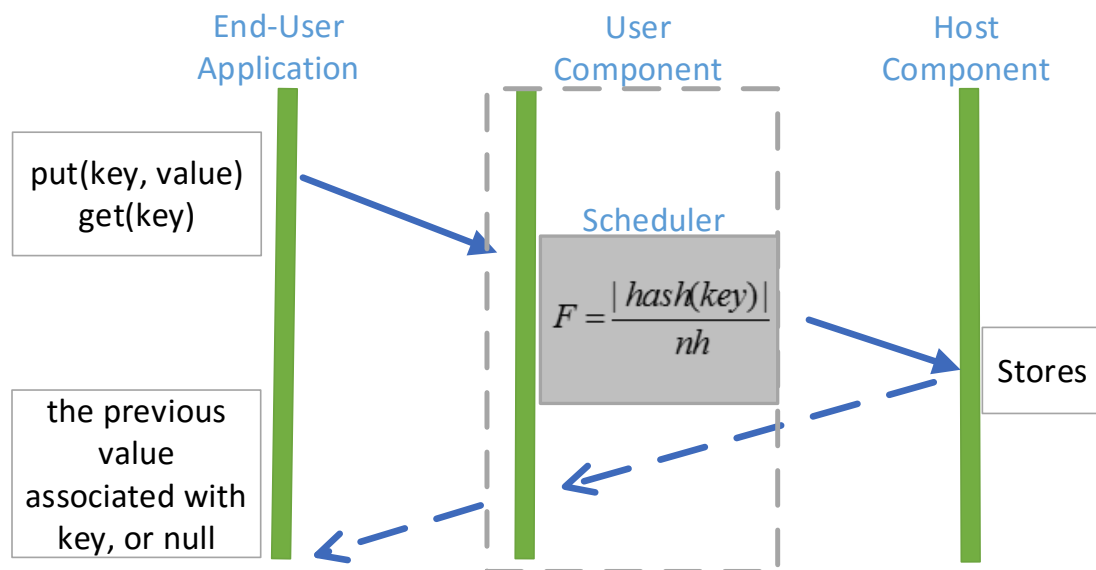 End-User
Application
User
Component
Host
Component
put(key, value)
get(key)
Scheduler
F = | hash(key) | / nh
Stores
the previous
value
associated with
key, or null